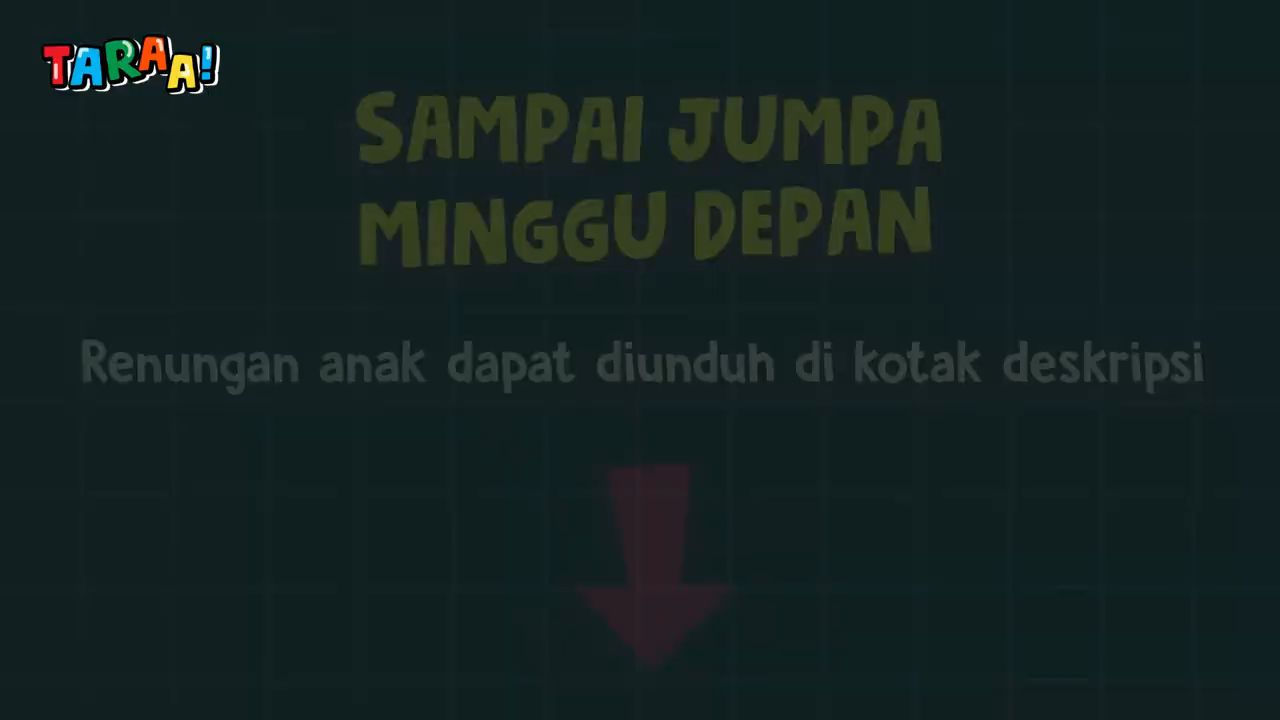 TARAA!
SAMPAI JUMPA
MINGGU DEPAN
Renungan anak dapat diunduh di kotak deskripsi